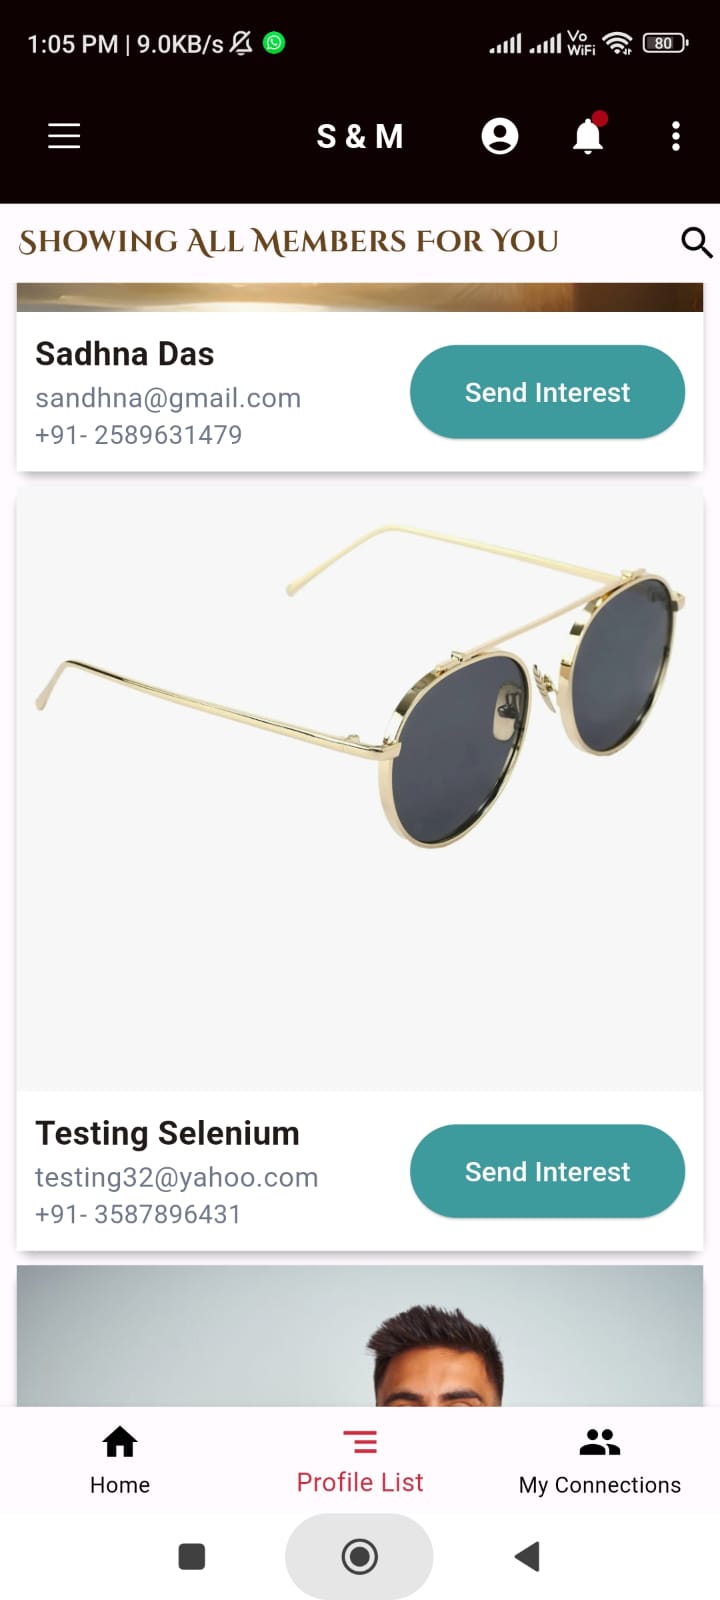 1:05 PM | 9.0KB/s
Vo
WiFi
80
S & M
Showing All Members For You
Sadhna Das
sandhna@gmail.com
+91- 2589631479
Send Interest
Testing Selenium
testing32@yahoo.com
+91- 3587896431
Send Interest
Home
Profile List
My Connections